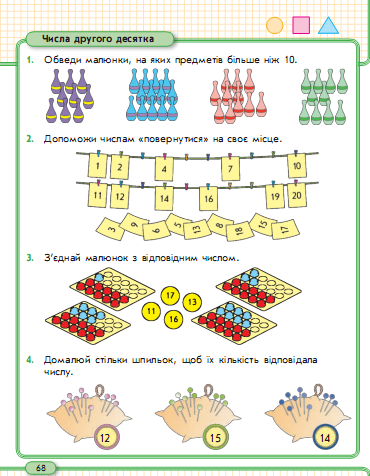 Числа другого десятка
1. Обведи малюнки, на яких предметів більше ніж 10.
2. Допоможи числам «повернутися» на своє місце.
1 2 4 7 10
11 12 14 16 19 20
3 9 6 5 13 8 18 15 17
3. З’єднай малюнок з відповідним числом.
17
13
11
16
4. Домалюй стільки шпильок, щоб їх кількість відповідала
числу.
12 15 14
68